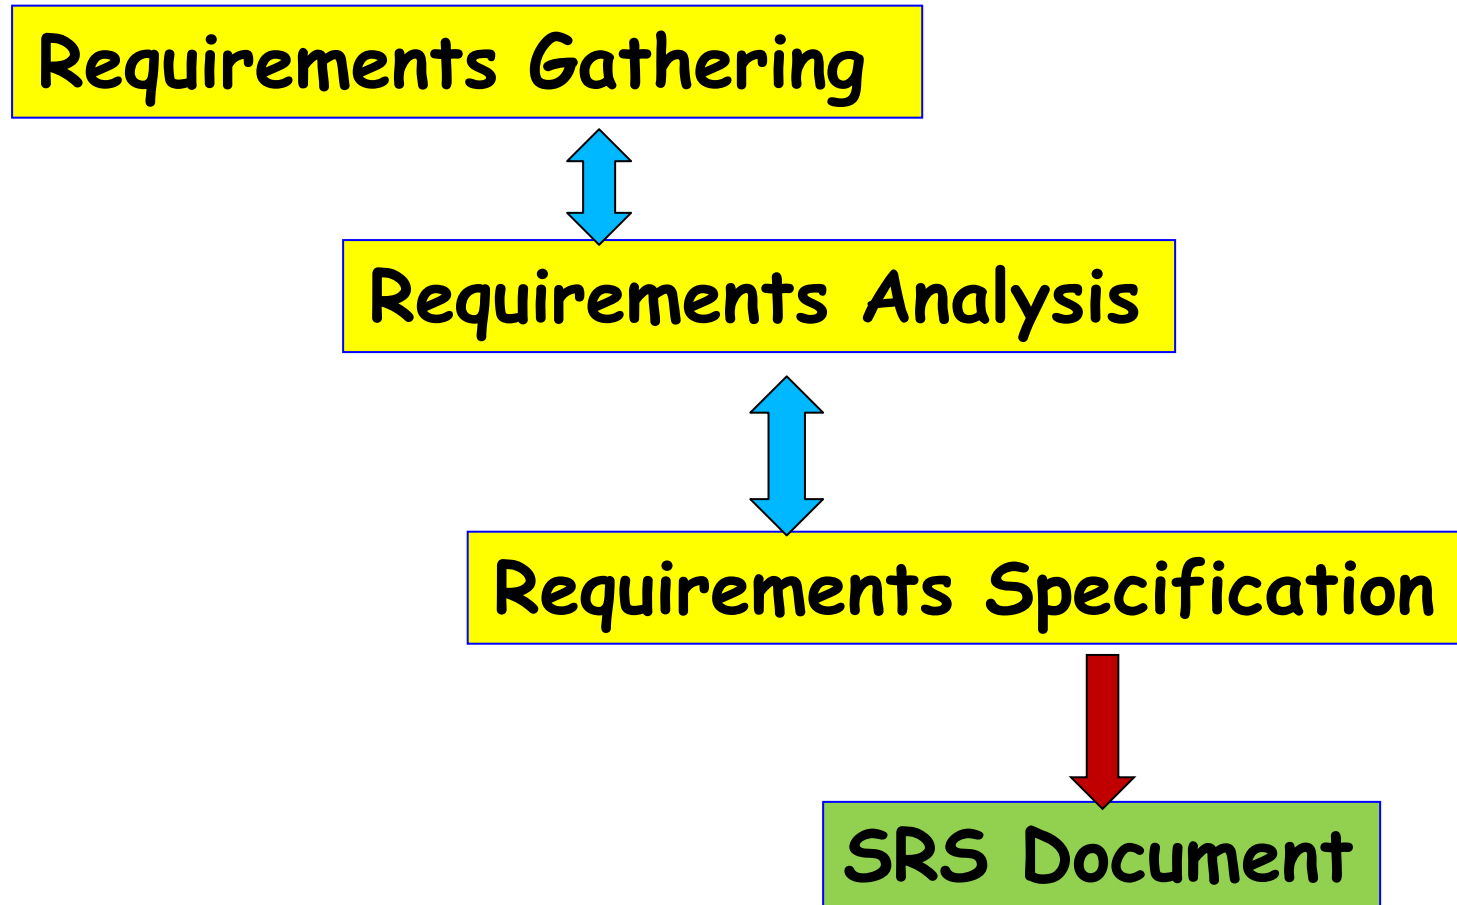 Requirements Gathering
Requirements Analysis
Requirements Specification
SRS Document